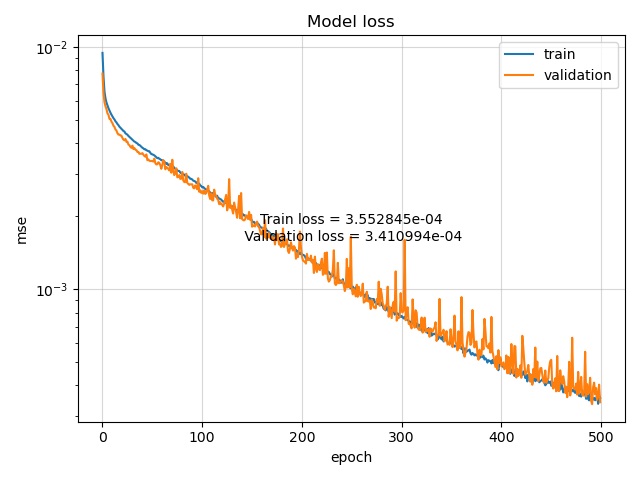 Model loss
10⁻²
train
validation
Train loss = 3.552845e-04
Validation loss = 3.410994e-04
mse
10⁻³
0 100 200 300 400 500
epoch